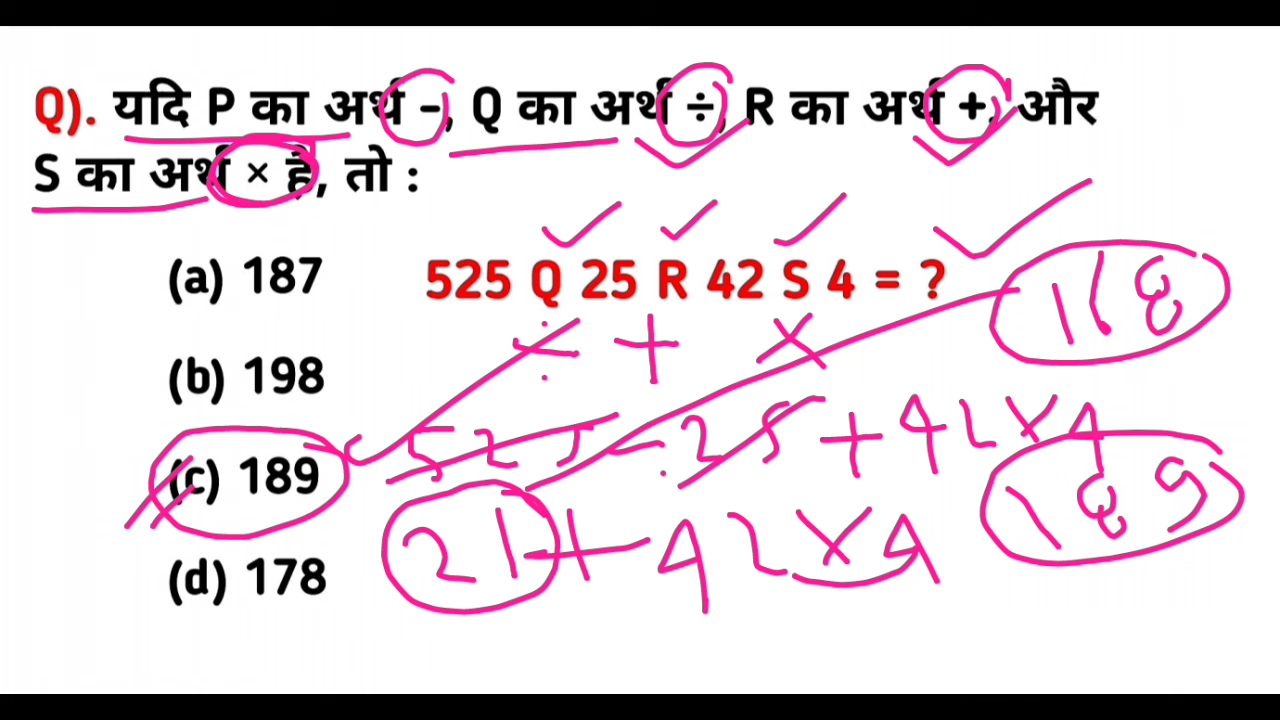 Q). यदि P का अर्थ –, Q का अर्थ ÷, R का अर्थ +, और
S का अर्थ × है, तो :
(a) 187
525 Q 25 R 42 S 4 = ?
168
÷ + ×
(b) 198
525 ÷ 25 + 42 × 4
(c) 189
189
21 + 42 × 4
(d) 178